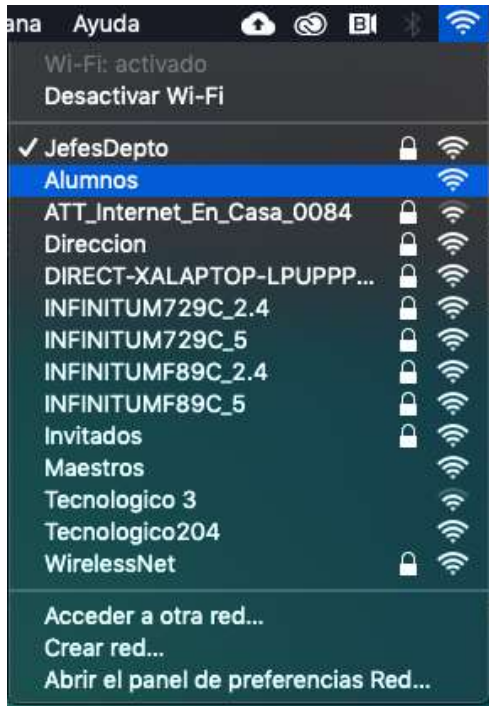 ana Ayuda
Wi-Fi: activado
Desactivar Wi-Fi
JefesDepto
Alumnos
ATT_Internet_En_Casa_0084
Direccion
DIRECT-XALAPTOP-LPUPPP...
INFINITUM729C_2.4
INFINITUM729C_5
INFINITUMF89C_2.4
INFINITUMF89C_5
Invitados
Maestros
Tecnologico 3
Tecnologico204
WirelessNet
Acceder a otra red...
Crear red...
Abrir el panel de preferencias Red...